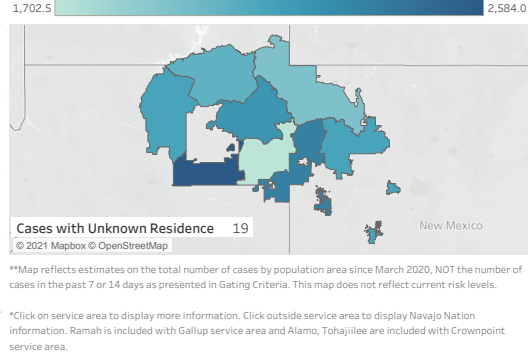 1,702.5 2,584.0
New Mexico
Cases with Unknown Residence 19
© 2021 Mapbox © OpenStreetMap
**Map reflects estimates on the total number of cases by population area since March 2020, NOT the number of
cases in the past 7 or 14 days as presented in Gating Criteria. This map does not reflect current risk levels.
*Click on service area to display more information. Click outside service area to display Navajo Nation
information. Ramah is included with Gallup service area and Alamo, Tohajiilee are included with Crownpoint
service area.